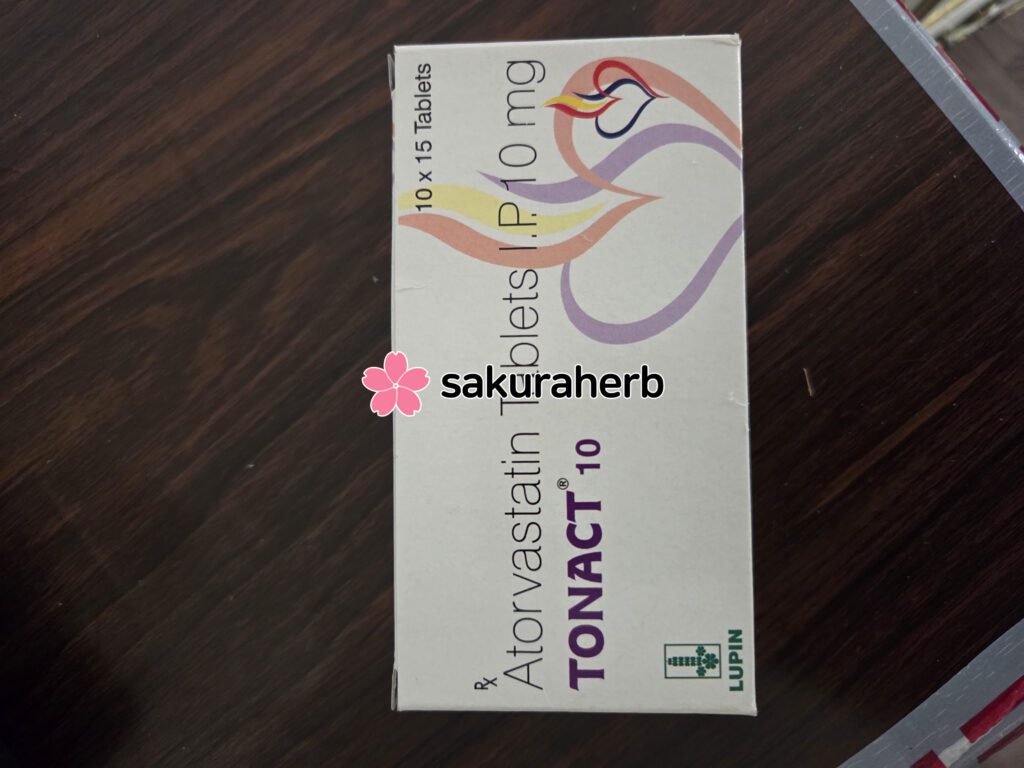 10 x 15 Tablets
Rx
Atorvastatin Tablets I.P. 10 mg
TONACT® 10
LUPIN
sakuraherb